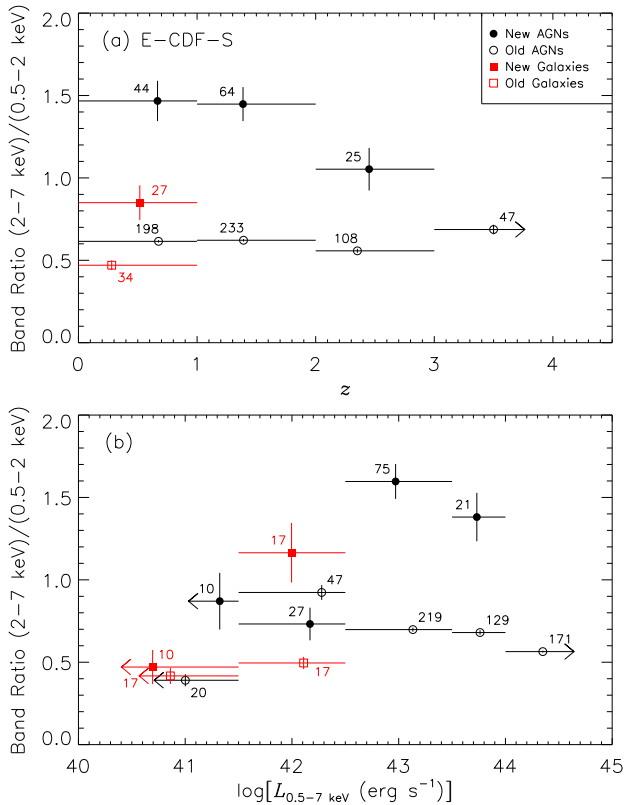 (a) E-CDF-S
New AGNs
Old AGNs
New Galaxies
Old Galaxies
Band Ratio (2-7 keV)/(0.5-2 keV)
2.0
1.5
1.0
0.5
0.0
44
64
25
27
198
233
108
47
34
0 1 2 3 4
z
(b)
Band Ratio (2-7 keV)/(0.5-2 keV)
2.0
1.5
1.0
0.5
0.0
75
21
17
10
47
27
219
129
171
10
17
20
17
40 41 42 43 44 45
log[L0.5-7 keV (erg s⁻¹)]